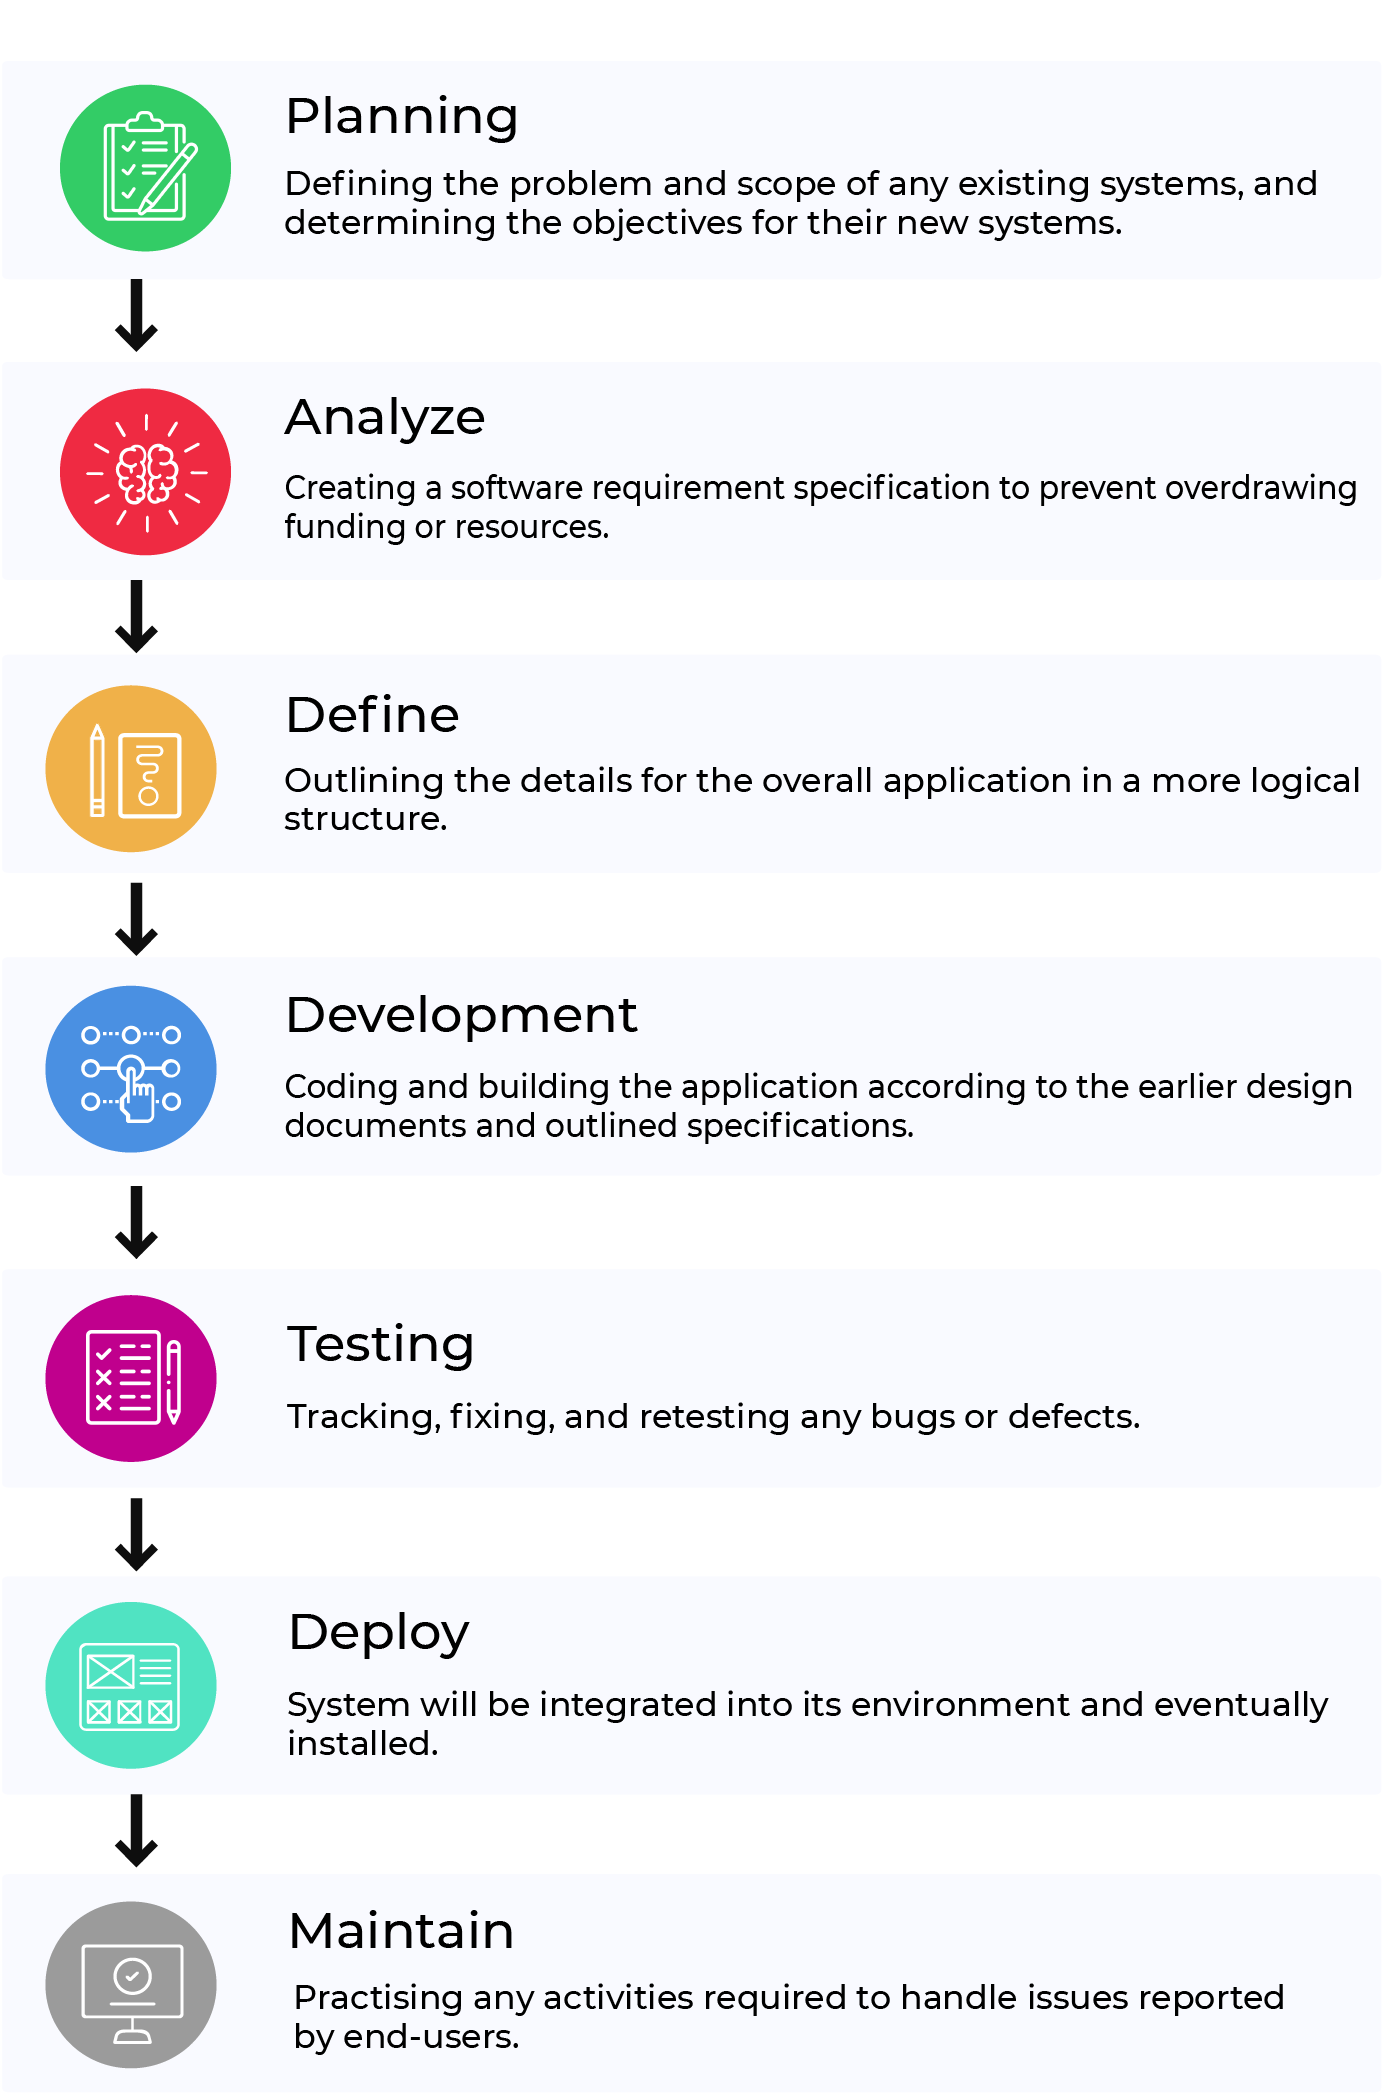 Planning
Defining the problem and scope of any existing systems, and
determining the objectives for their new systems.
Analyze
Creating a software requirement specification to prevent overdrawing
funding or resources.
Define
Outlining the details for the overall application in a more logical
structure.
Development
Coding and building the application according to the earlier design
documents and outlined specifications.
Testing
Tracking, fixing, and retesting any bugs or defects.
Deploy
System will be integrated into its environment and eventually
installed.
Maintain
Practising any activities required to handle issues reported
by end-users.